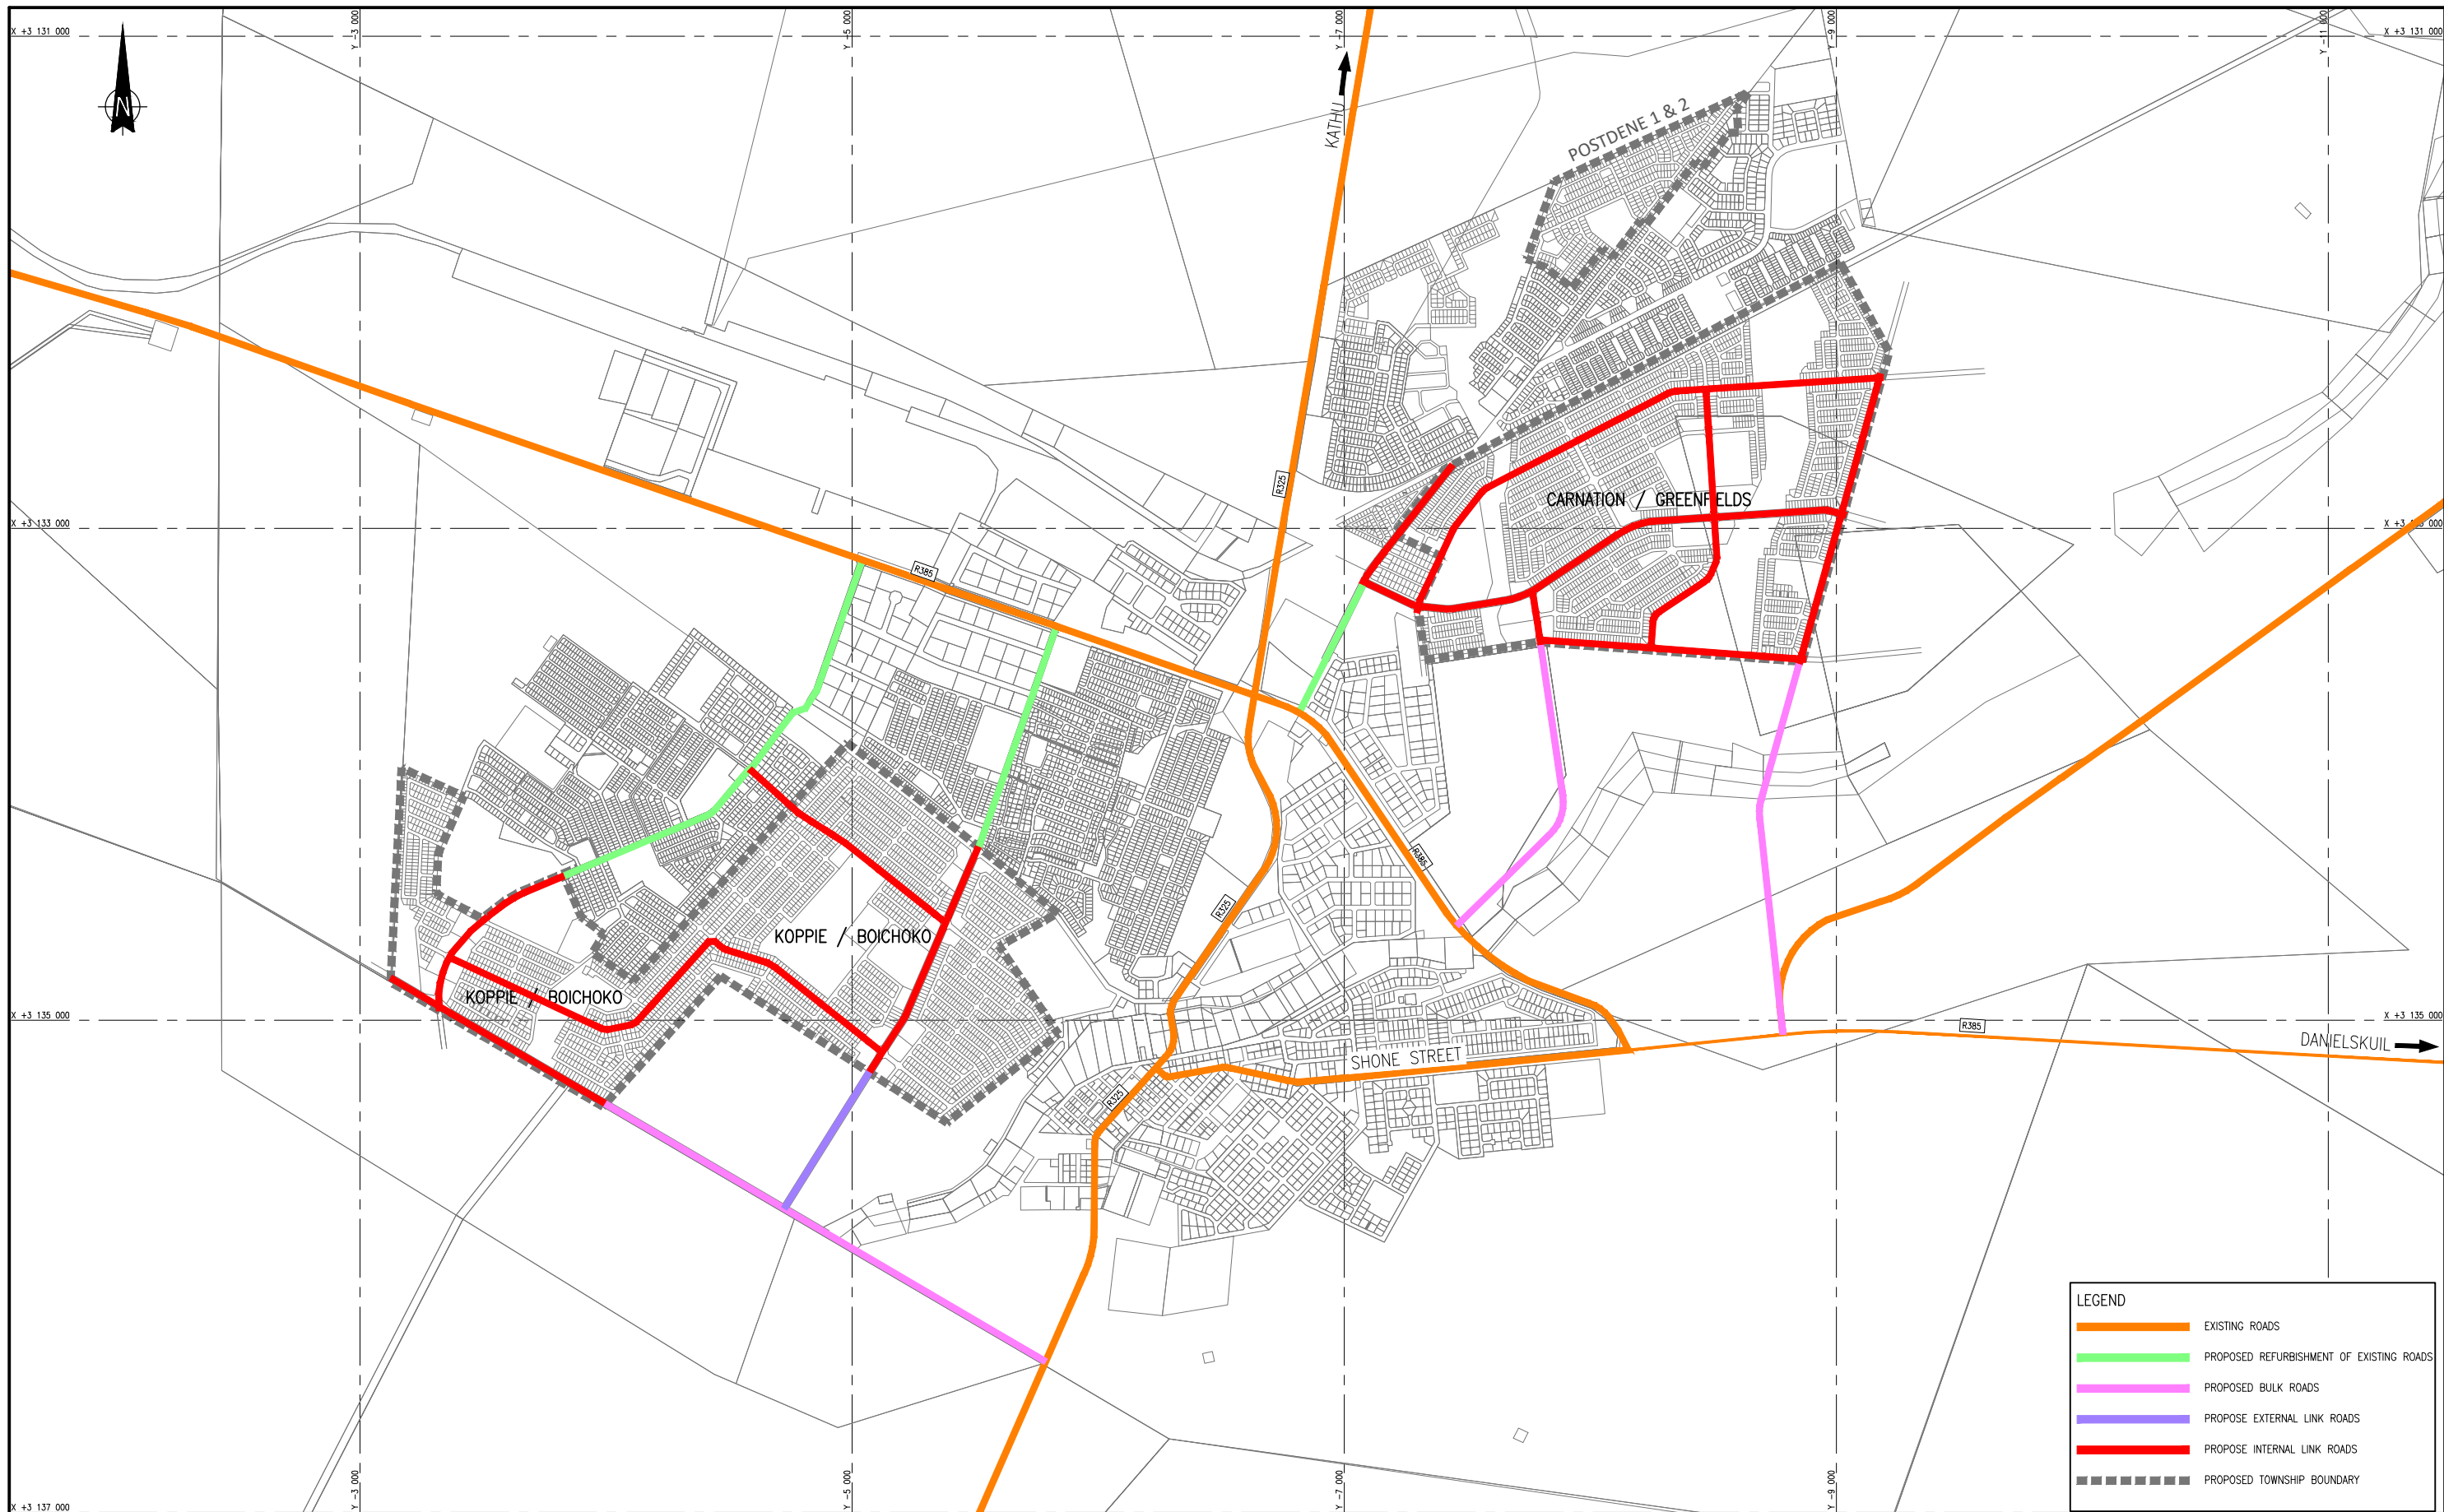 Y -3 000
Y -5 000
Y -7 000
Y -9 000
Y -11 000
X +3 131 000
X +3 131 000
N
KATHU
POSTDENE 1 & 2
R325
CARNATION / GREENFIELDS
X +3 133 000
R385
R385
R325
KOPPIE / BOICHOKO
KOPPIE / BOICHOKO
X +3 135 000
X +3 135 000
R385
SHONE STREET
DANIELSKUIL
R325
LEGEND
EXISTING ROADS
PROPOSED REFURBISHMENT OF EXISTING ROADS
PROPOSED BULK ROADS
PROPOSE EXTERNAL LINK ROADS
PROPOSE INTERNAL LINK ROADS
PROPOSED TOWNSHIP BOUNDARY
Y -3 000
Y -5 000
Y -7 000
Y -9 000
X +3 137 000